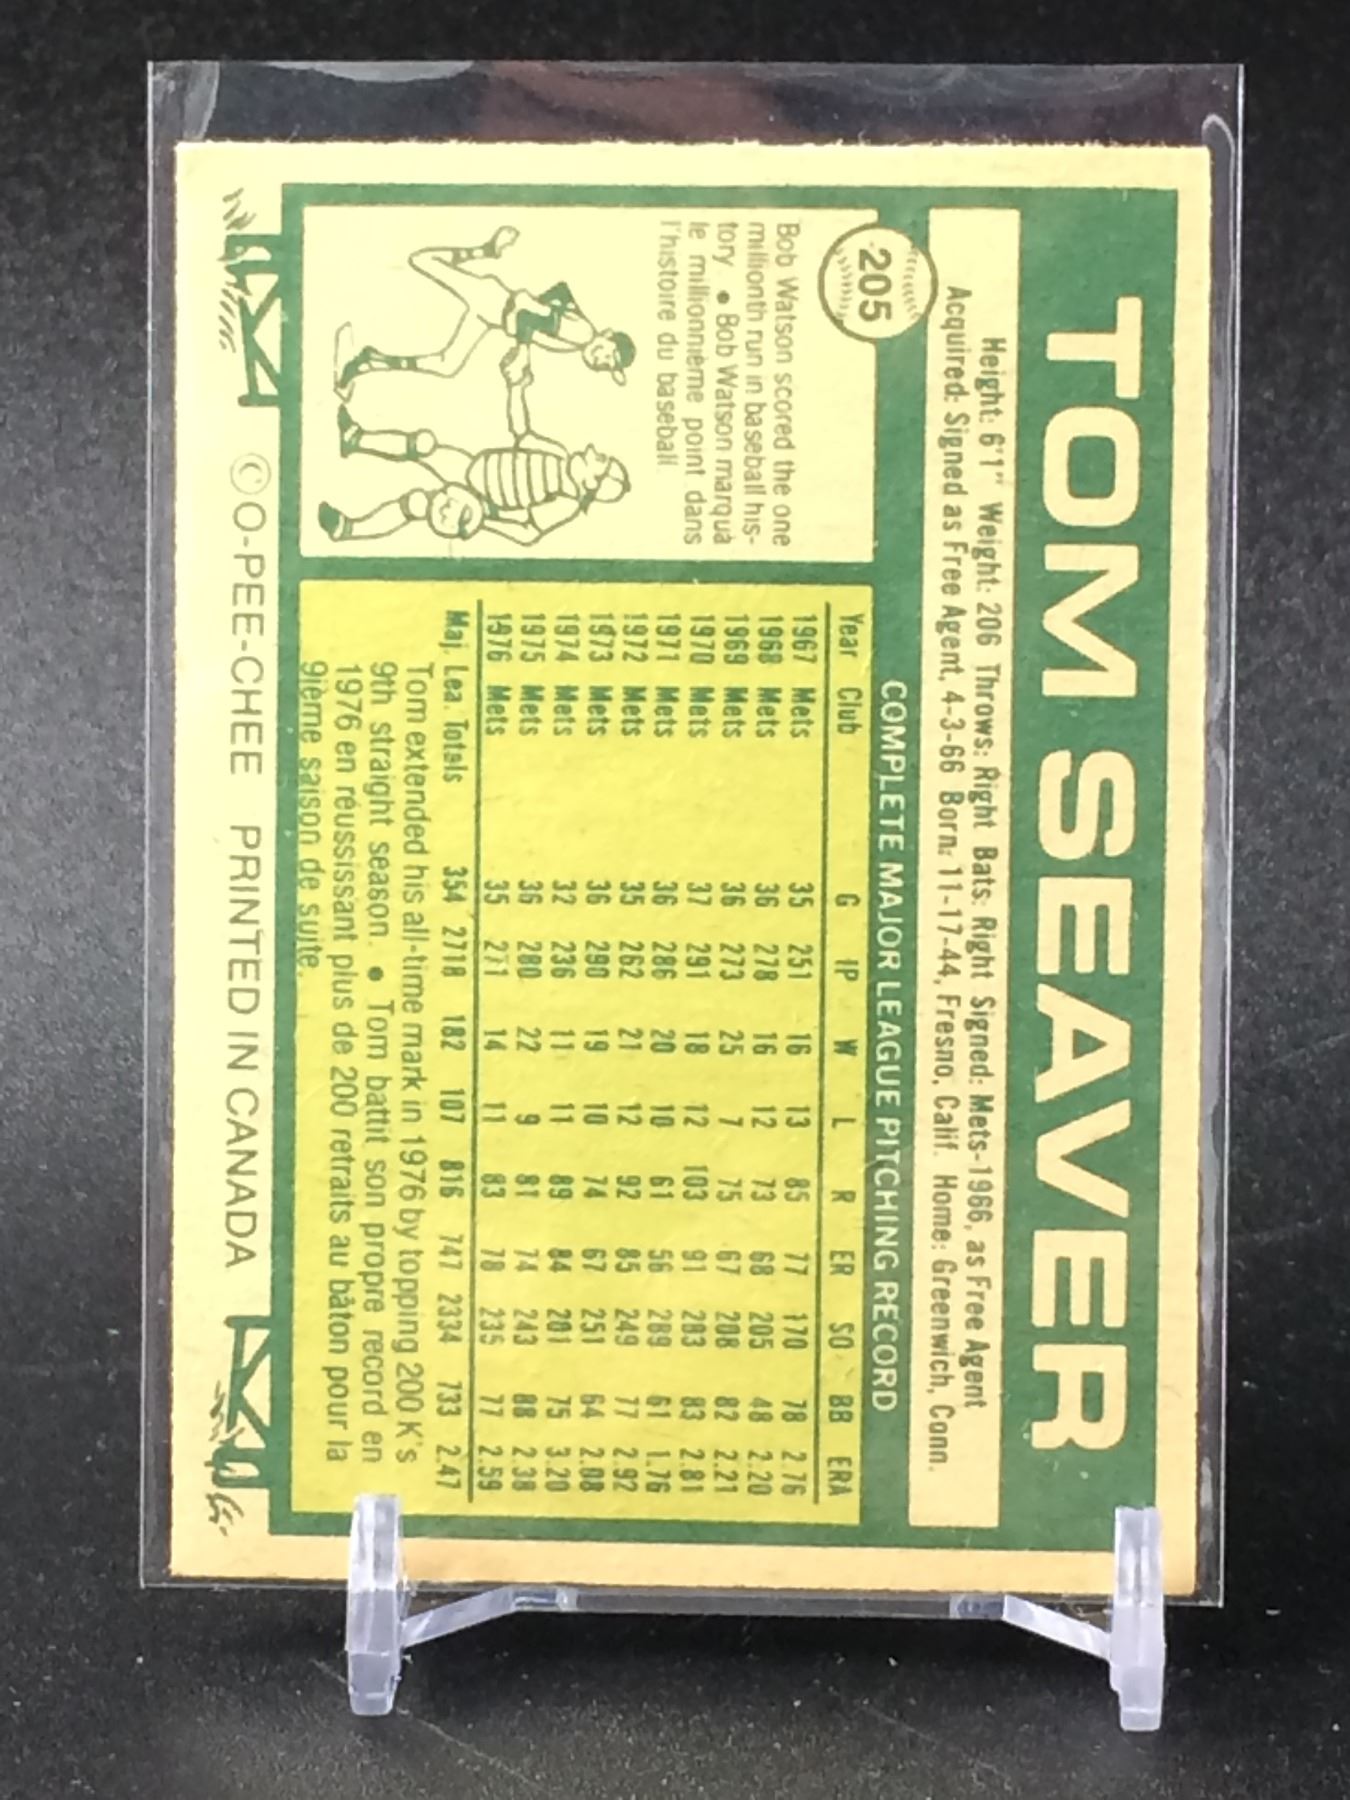 TOM SEAVER
Height: 6'1" Weight: 206 Throws: Right Bats: Right Signed: Mets-1966, as Free Agent
Acquired: Signed as Free Agent, 4-3-66 Born: 11-17-44, Fresno, Calif. Home: Greenwich, Conn.
205
Bob Watson scored the one
millionth run in baseball his-
tory. • Bob Watson marqua
le millionnième point dans
l'histoire du baseball.
COMPLETE MAJOR LEAGUE PITCHING RECORD
Year Club G IP W L R ER SO BB ERA
1967 Mets 35 251 16 13 85 77 170 78 2.76
1968 Mets 36 278 16 12 73 68 205 48 2.20
1969 Mets 36 273 25 7 75 67 208 82 2.21
1970 Mets 37 291 18 12 103 91 283 83 2.81
1971 Mets 36 286 20 10 61 56 289 61 1.76
1972 Mets 35 262 21 12 92 85 249 77 2.92
1973 Mets 36 290 19 10 74 67 251 64 2.08
1974 Mets 32 236 11 11 89 84 201 75 3.20
1975 Mets 36 280 22 9 81 74 243 88 2.38
1976 Mets 35 271 14 11 83 78 235 77 2.59
Maj. Lea. Totals 354 2718 182 107 816 747 2334 733 2.47
Tom extended his all-time mark in 1976 by topping 200 K's
9th straight season. • Tom battit son propre record en
1976 en réussissant plus de 200 retraits au bâton pour la
9ième saison de suite.
©O-PEE-CHEE PRINTED IN CANADA